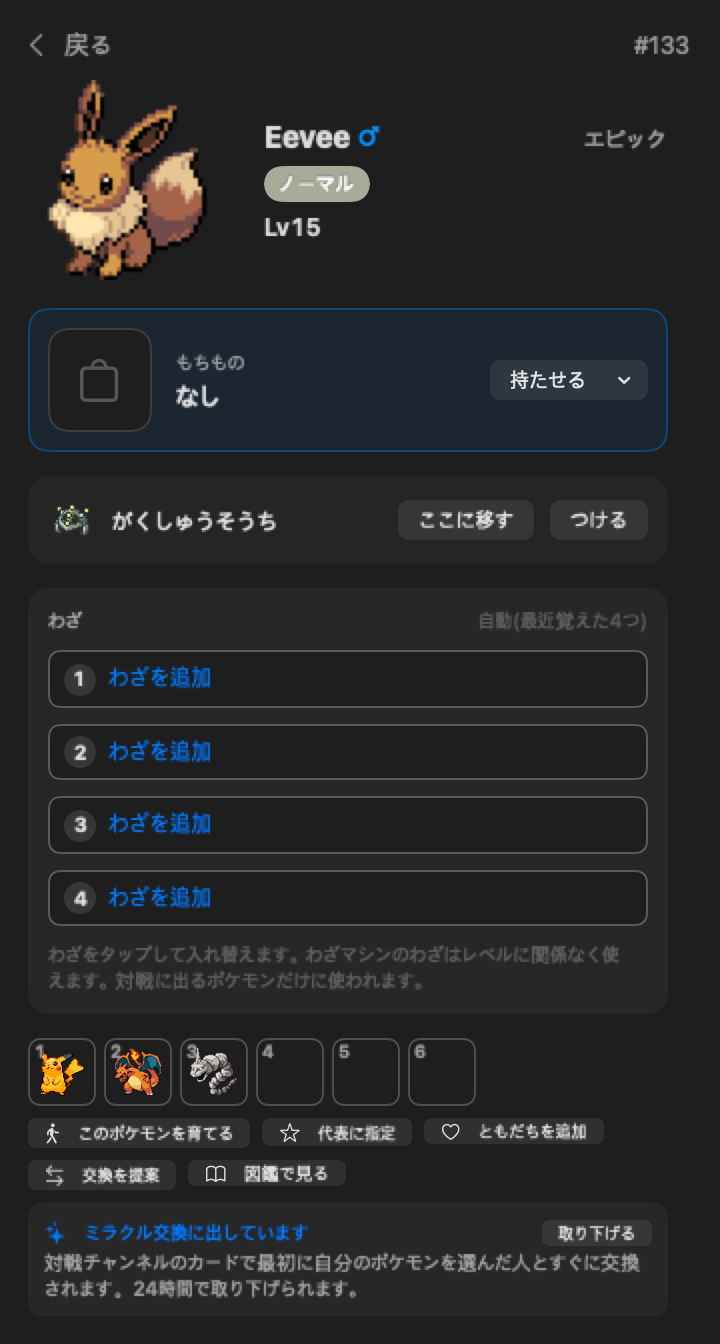 戻る
#133
Eevee ♂
エピック
ノーマル
Lv15
もちもの
なし
持たせる
がくしゅうそうち
ここに移す
つける
わざ
自動(最近覚えた4つ)
1 わざを追加
2 わざを追加
3 わざを追加
4 わざを追加
わざをタップして入れ替えます。わざマシンのわざはレベルに関係なく使
えます。対戦に出るポケモンだけに使われます。
1 2 3 4 5 6
このポケモンを育てる
代表に指定
ともだちを追加
交換を提案
図鑑で見る
ミラクル交換に出しています
取り下げる
対戦チャンネルのカードで最初に自分のポケモンを選んだ人とすぐに交換
されます。24時間で取り下げられます。